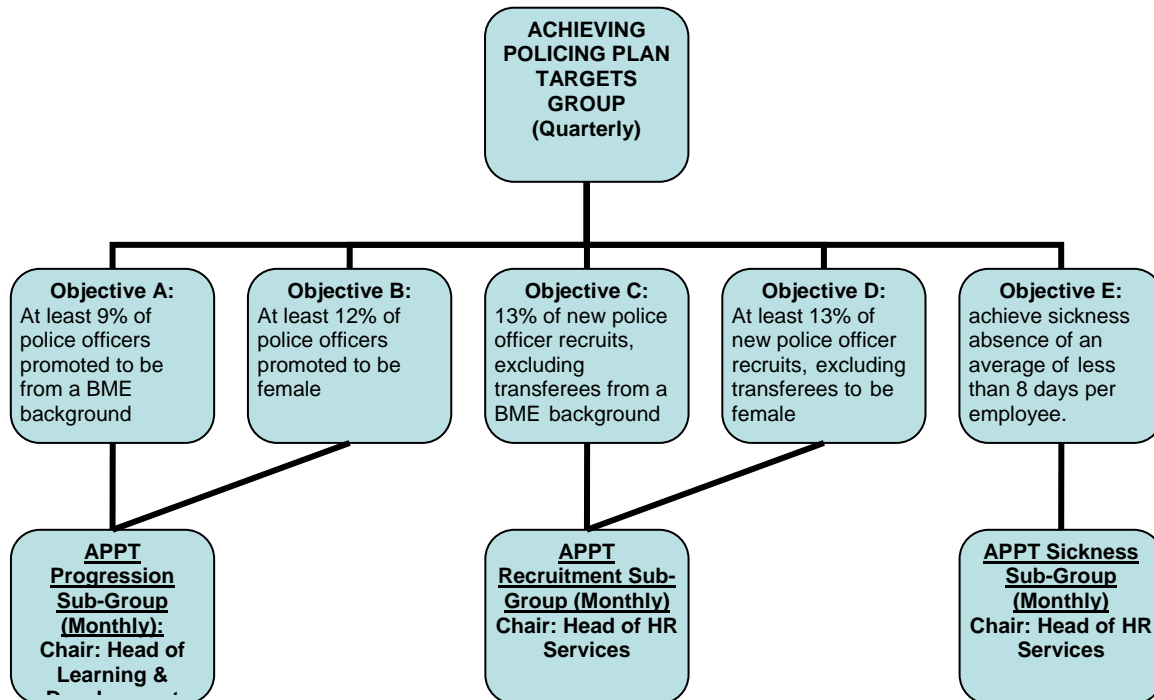 ACHIEVING
POLICING PLAN
TARGETS
GROUP
(Quarterly)
Objective A:
At least 9% of
police officers
promoted to be
from a BME
background
Objective B:
At least 12% of
police officers
promoted to be
female
Objective C:
13% of new police
officer recruits,
excluding
transferees from a
BME background
Objective D:
At least 13% of
new police officer
recruits, excluding
transferees to be
female
Objective E:
achieve sickness
absence of an
average of less
than 8 days per
employee.
APPT
Progression
Sub-Group
(Monthly):
Chair: Head of
Learning &
Development
APPT
Recruitment Sub-
Group (Monthly)
Chair: Head of HR
Services
APPT Sickness
Sub-Group
(Monthly)
Chair: Head of HR
Services